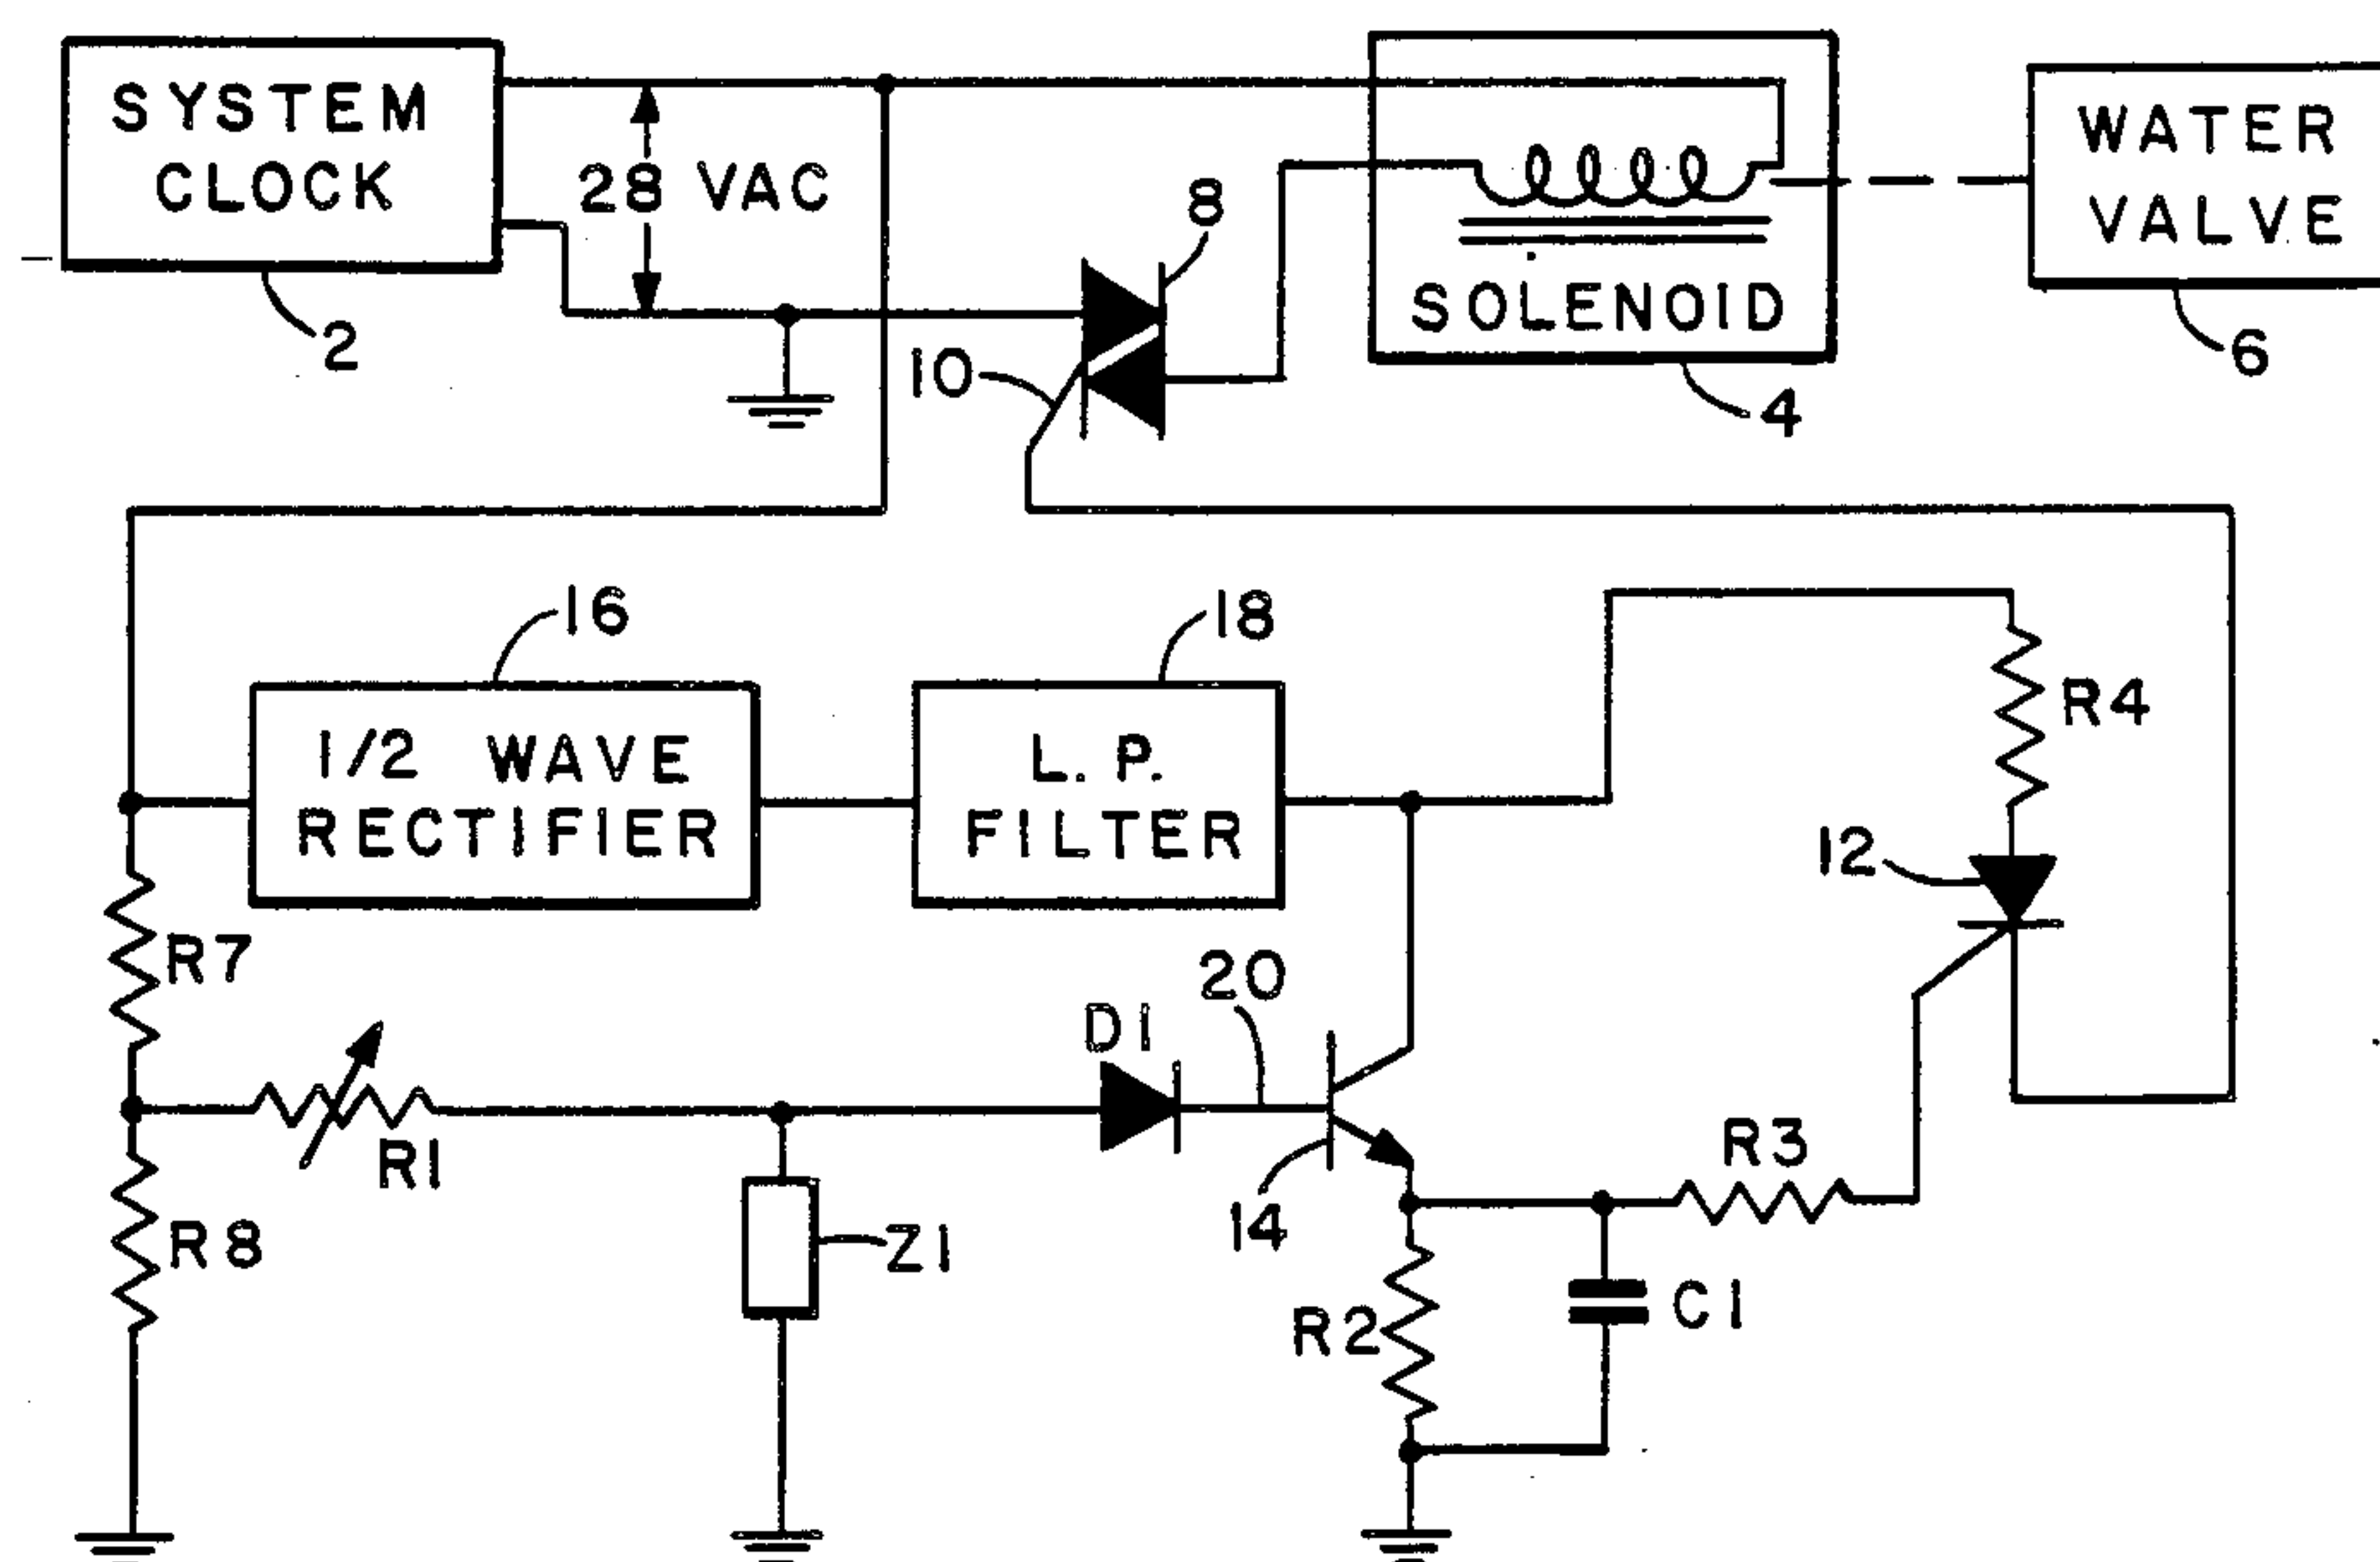 SYSTEM
CLOCK
2
28 VAC
8
10
SOLENOID
4
WATER
VALVE
6
16
1/2 WAVE
RECTIFIER
18
L. P.
FILTER
R4
12
R7
R1
R8
Z1
D1
20
14
R3
R2
C1